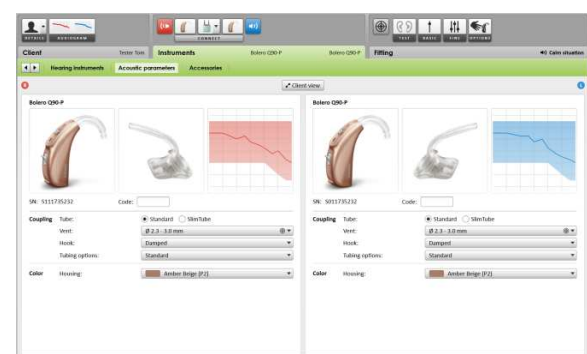 DETAILS AUDIOGRAM CONNECT TEST BASIC FINE OPTIONS
Client Tester Tom Instruments Bolero Q90-P Bolero Q90-P Fitting Calm situation
Hearing instruments Acoustic parameters Accessories
Client view
Bolero Q90-P Bolero Q90-P
SN: Code: SN: Code:
Coupling Tube: Standard SlimTube Coupling Tube: Standard SlimTube
Vent: Ø 2.3 - 3.0 mm Vent: Ø 2.3 - 3.0 mm
Hook: Damped Hook: Damped
Tubing options: Standard Tubing options: Standard
Color Housing: Amber Beige (P2) Color Housing: Amber Beige (P2)